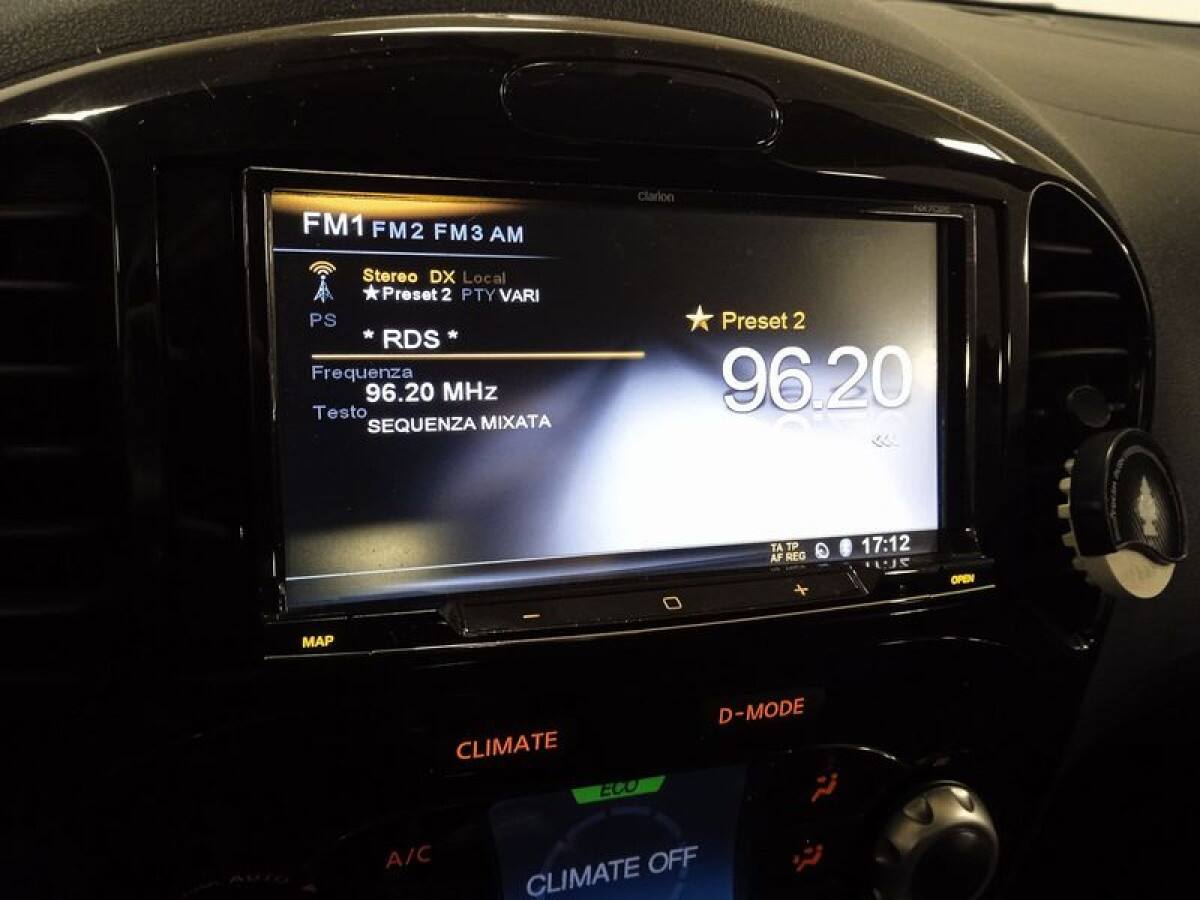 clarion
FM1 FM2 FM3 AM
Stereo DX Local
★Preset 2 PTY VARI
PS
* RDS *
Frequenza
96.20 MHz
Testo
SEQUENZA MIXATA
★ Preset 2
96.20
<<<
TA TP
AF REG
17:12
MAP
− +
OPEN
CLIMATE
D-MODE
ECO
A/C
CLIMATE OFF
AUTO